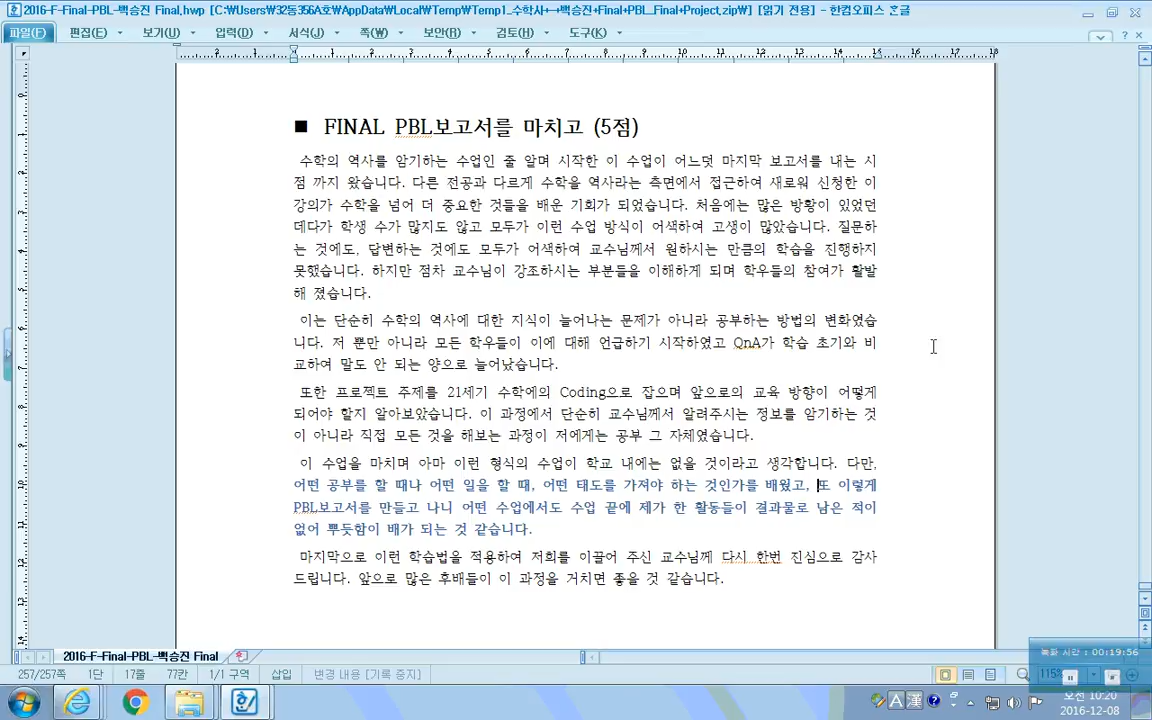 2016-F-Final-PBL-백승진 Final.hwp [C:₩Users₩32동356A호₩AppData₩Local₩Temp₩Temp1_수학사+-+백승진+Final+PBL_Final+Project.zip₩] [읽기 전용] - 한컴오피스 한글
파일(F) 편집(E) 보기(U) 입력(D) 서식(J) 쪽(W) 보안(R) 검토(H) 도구(K)
2 1 1 2 3 4 5 6 7 8 9 10 11 12 13 14 15 16 17 18
■ FINAL PBL보고서를 마치고 (5점)
수학의 역사를 암기하는 수업인 줄 알며 시작한 이 수업이 어느덧 마지막 보고서를 내는 시
점 까지 왔습니다. 다른 전공과 다르게 수학을 역사라는 측면에서 접근하여 새로워 신청한 이
강의가 수학을 넘어 더 중요한 것들을 배운 기회가 되었습니다. 처음에는 많은 방황이 있었던
데다가 학생 수가 많지도 않고 모두가 이런 수업 방식이 어색하여 고생이 많았습니다. 질문하
는 것에도, 답변하는 것에도 모두가 어색하여 교수님께서 원하시는 만큼의 학습을 진행하지
못했습니다. 하지만 점차 교수님이 강조하시는 부분들을 이해하게 되며 학우들의 참여가 활발
해 졌습니다.
이는 단순히 수학의 역사에 대한 지식이 늘어나는 문제가 아니라 공부하는 방법의 변화였습
니다. 저 뿐만 아니라 모든 학우들이 이에 대해 언급하기 시작하였고 QnA가 학습 초기와 비
교하여 말도 안 되는 양으로 늘어났습니다.
또한 프로젝트 주제를 21세기 수학에의 Coding으로 잡으며 앞으로의 교육 방향이 어떻게
되어야 할지 알아보았습니다. 이 과정에서 단순히 교수님께서 알려주시는 정보를 암기하는 것
이 아니라 직접 모든 것을 해보는 과정이 저에게는 공부 그 자체였습니다.
이 수업을 마치며 아마 이런 형식의 수업이 학교 내에는 없을 것이라고 생각합니다. 다만,
어떤 공부를 할 때나 어떤 일을 할 때, 어떤 태도를 가져야 하는 것인가를 배웠고, 또 이렇게
PBL보고서를 만들고 나니 어떤 수업에서도 수업 끝에 제가 한 활동들이 결과물로 남은 적이
없어 뿌듯함이 배가 되는 것 같습니다.
마지막으로 이런 학습법을 적용하여 저희를 이끌어 주신 교수님께 다시 한번 진심으로 감사
드립니다. 앞으로 많은 후배들이 이 과정을 거치면 좋을 것 같습니다.
2016-F-Final-PBL-백승진 Final
녹화 시간 : 00:19:56
257/257쪽 1단 17줄 77칸 1/1 구역 삽입 변경 내용 [기록 중지] 115%
A 漢
오전 10:20
2016-12-08